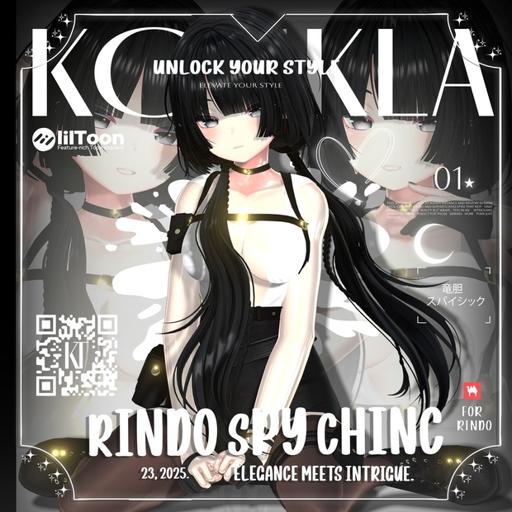 KO KLA
UNLOCK YOUR STYLE
ELEVATE YOUR STYLE
lilToon
Feature-rich Toon
01★
竜胆
スパイシック
KU
FOR
RINDO
RINDO SPY CHINC
23, 2025.
ELEGANCE MEETS INTRIGUE.